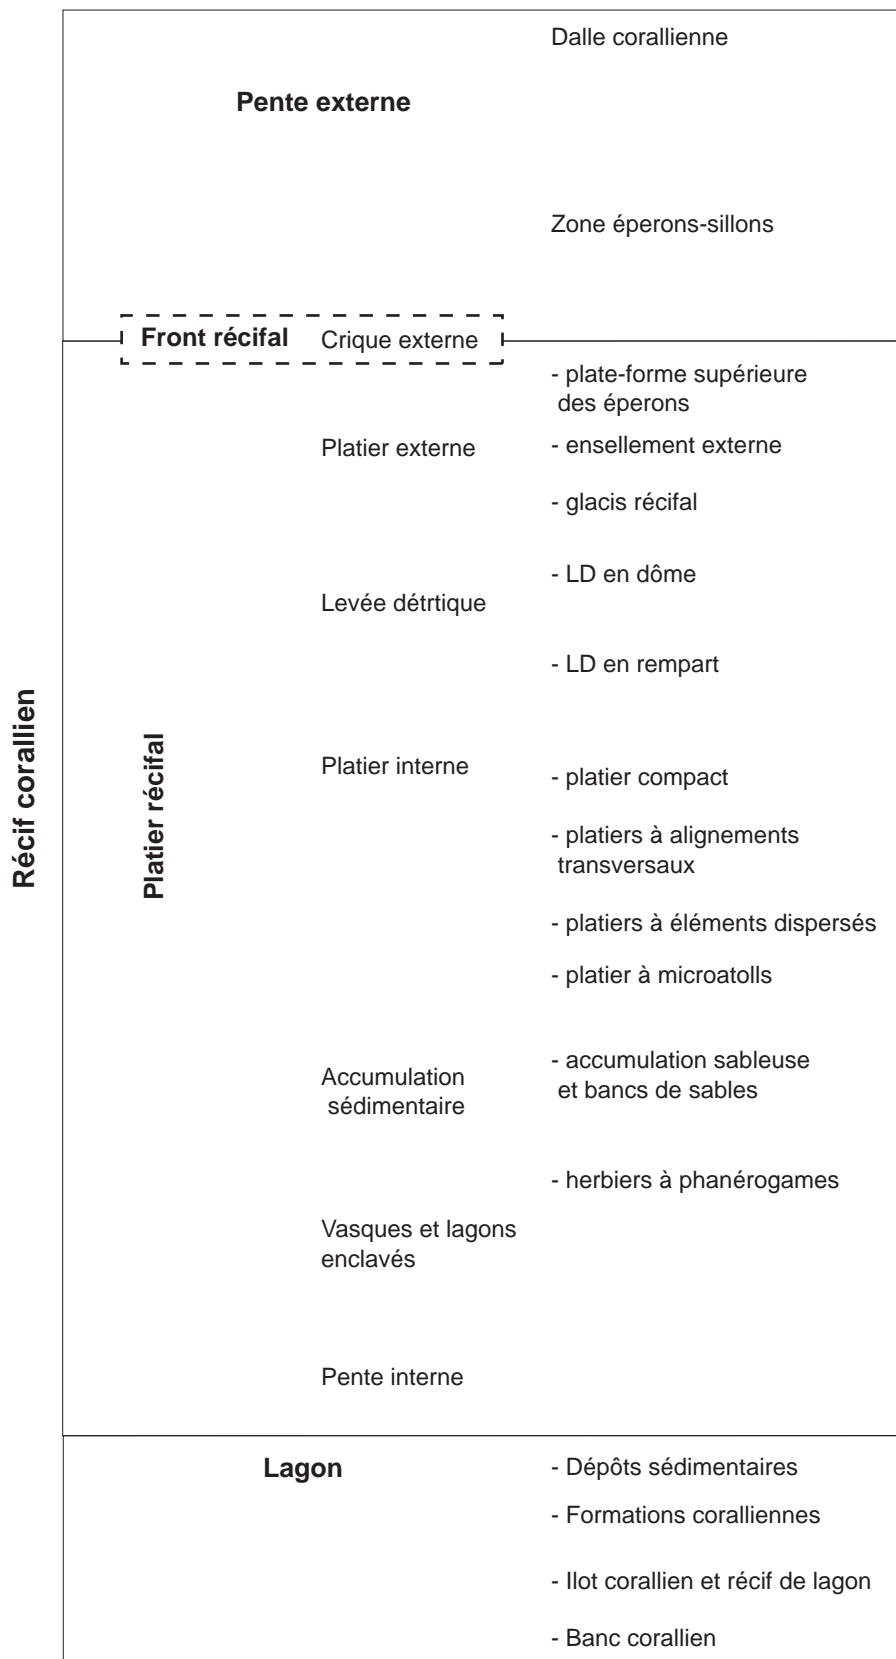 Dalle corallienne
Pente externe
Zone éperons-sillons
Front récifal
Crique externe
- plate-forme supérieure
des éperons
Platier externe
- ensellement externe
- glacis récifal
- LD en dôme
Levée détrtique
- LD en rempart
Récif corallien
Platier récifal
Platier interne
- platier compact
- platiers à alignements
transversaux
- platiers à éléments dispersés
- platier à microatolls
Accumulation
sédimentaire
- accumulation sableuse
et bancs de sables
- herbiers à phanérogames
Vasques et lagons
enclavés
Pente interne
Lagon
- Dépôts sédimentaires
- Formations coralliennes
- Ilot corallien et récif de lagon
- Banc corallien